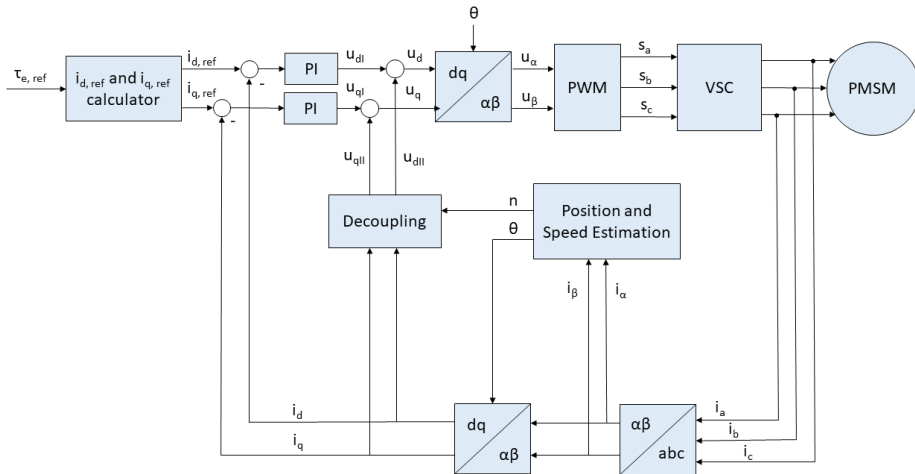 θ
τe, ref
id, ref and iq, ref
calculator
id, ref
iq, ref
-
-
PI
PI
udI
uqI
ud
uq
dq
αβ
uα
uβ
PWM
sa
sb
sc
VSC
PMSM
uqII
udII
Decoupling
n
θ
Position and
Speed Estimation
iβ
iα
id
iq
dq
αβ
αβ
abc
ia
ib
ic